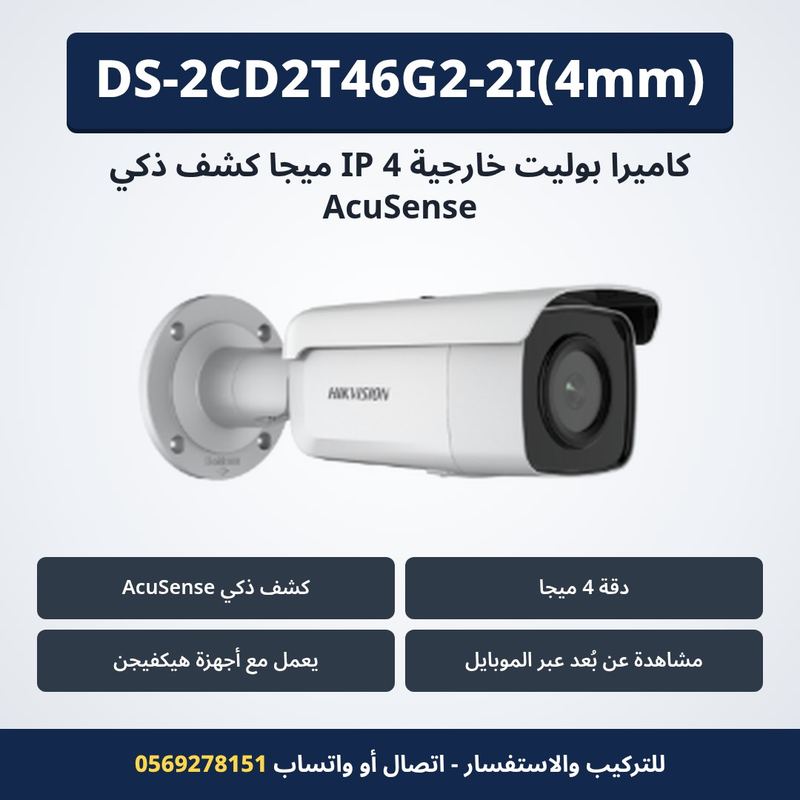 DS-2CD2T46G2-2I(4mm)
كاميرا بوليت خارجية IP 4 ميجا كشف ذكي
AcuSense
HIKVISION
دقة 4 ميجا
كشف ذكي AcuSense
مشاهدة عن بُعد عبر الموبايل
يعمل مع أجهزة هيكفيجن
للتركيب والاستفسار - اتصال أو واتساب 0569278151